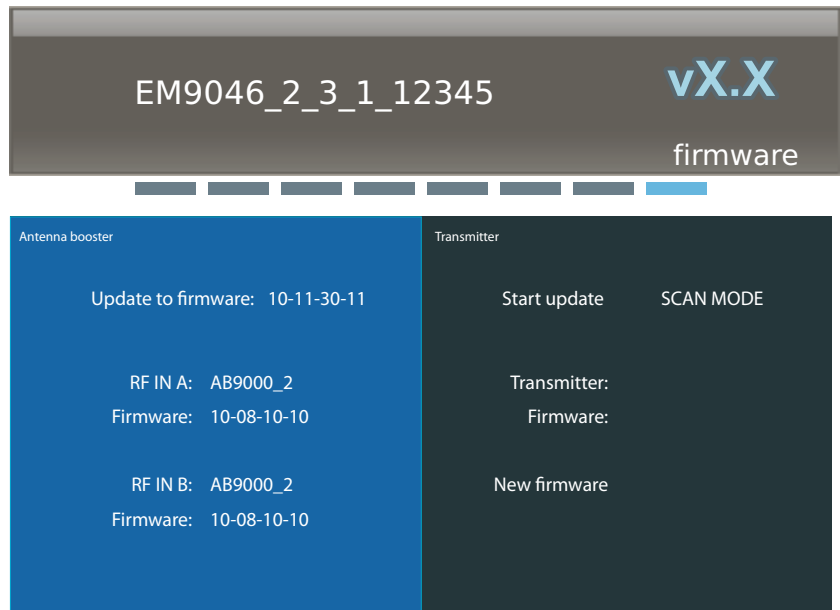 EM9046_2_3_1_12345
vX.X
firmware
Antenna booster
Update to firmware: 10-11-30-11
RF IN A: AB9000_2
Firmware: 10-08-10-10
RF IN B: AB9000_2
Firmware: 10-08-10-10
Transmitter
Start update SCAN MODE
Transmitter:
Firmware:
New firmware